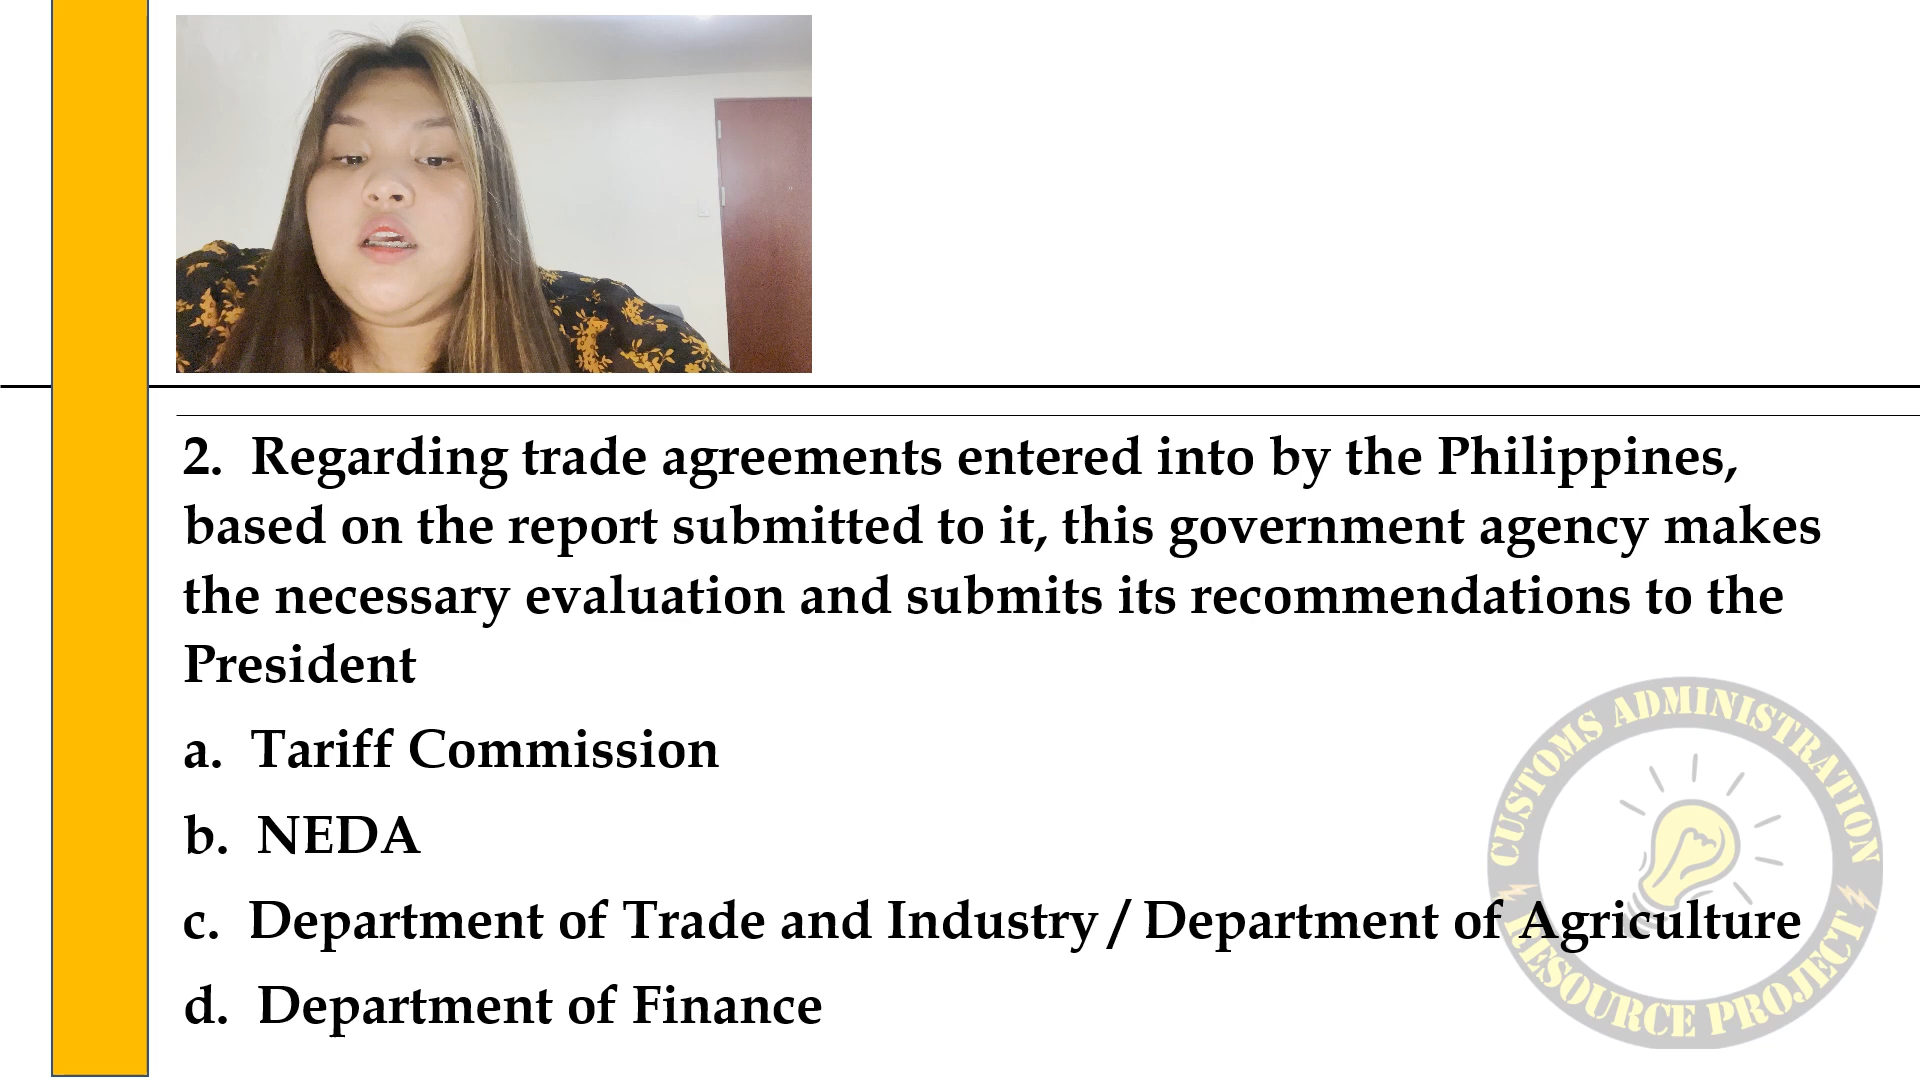 2. Regarding trade agreements entered into by the Philippines,
based on the report submitted to it, this government agency makes
the necessary evaluation and submits its recommendations to the
President
a. Tariff Commission
b. NEDA
c. Department of Trade and Industry / Department of Agriculture
d. Department of Finance
CUSTOMS ADMINISTRATION
RESOURCE PROJECT